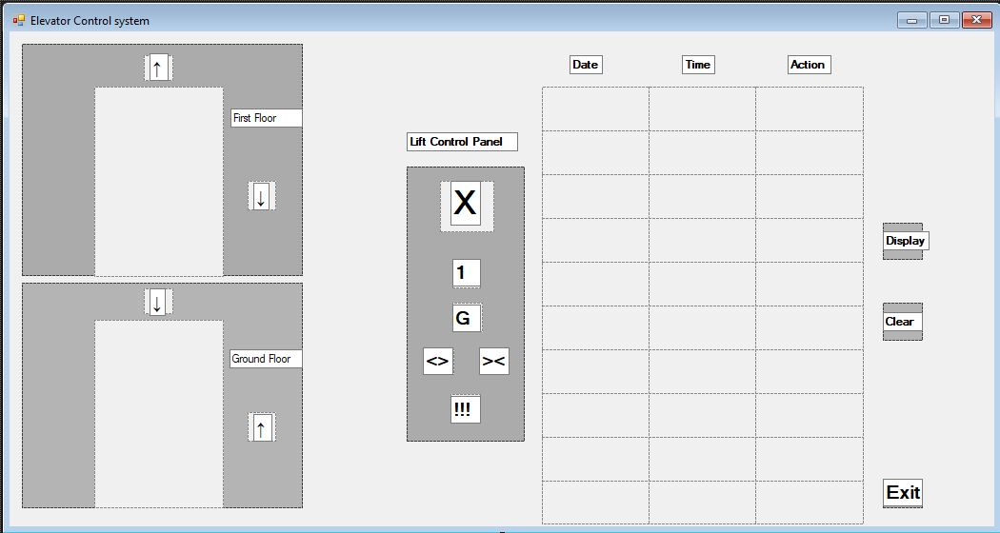 Elevator Control system
↑
First Floor
↓
↓
Ground Floor
↑
Lift Control Panel
X
1
G
<> ><
!!!
Date Time Action
Display
Clear
Exit